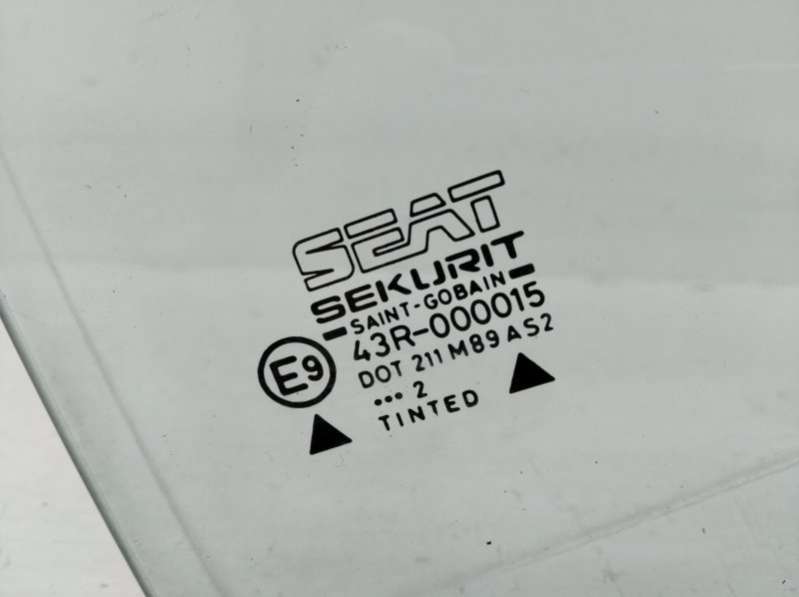 SEAT
SEKURIT
SAINT-GOBAIN
E9
43R-000015
DOT 211 M89 AS2
... 2
TINTED